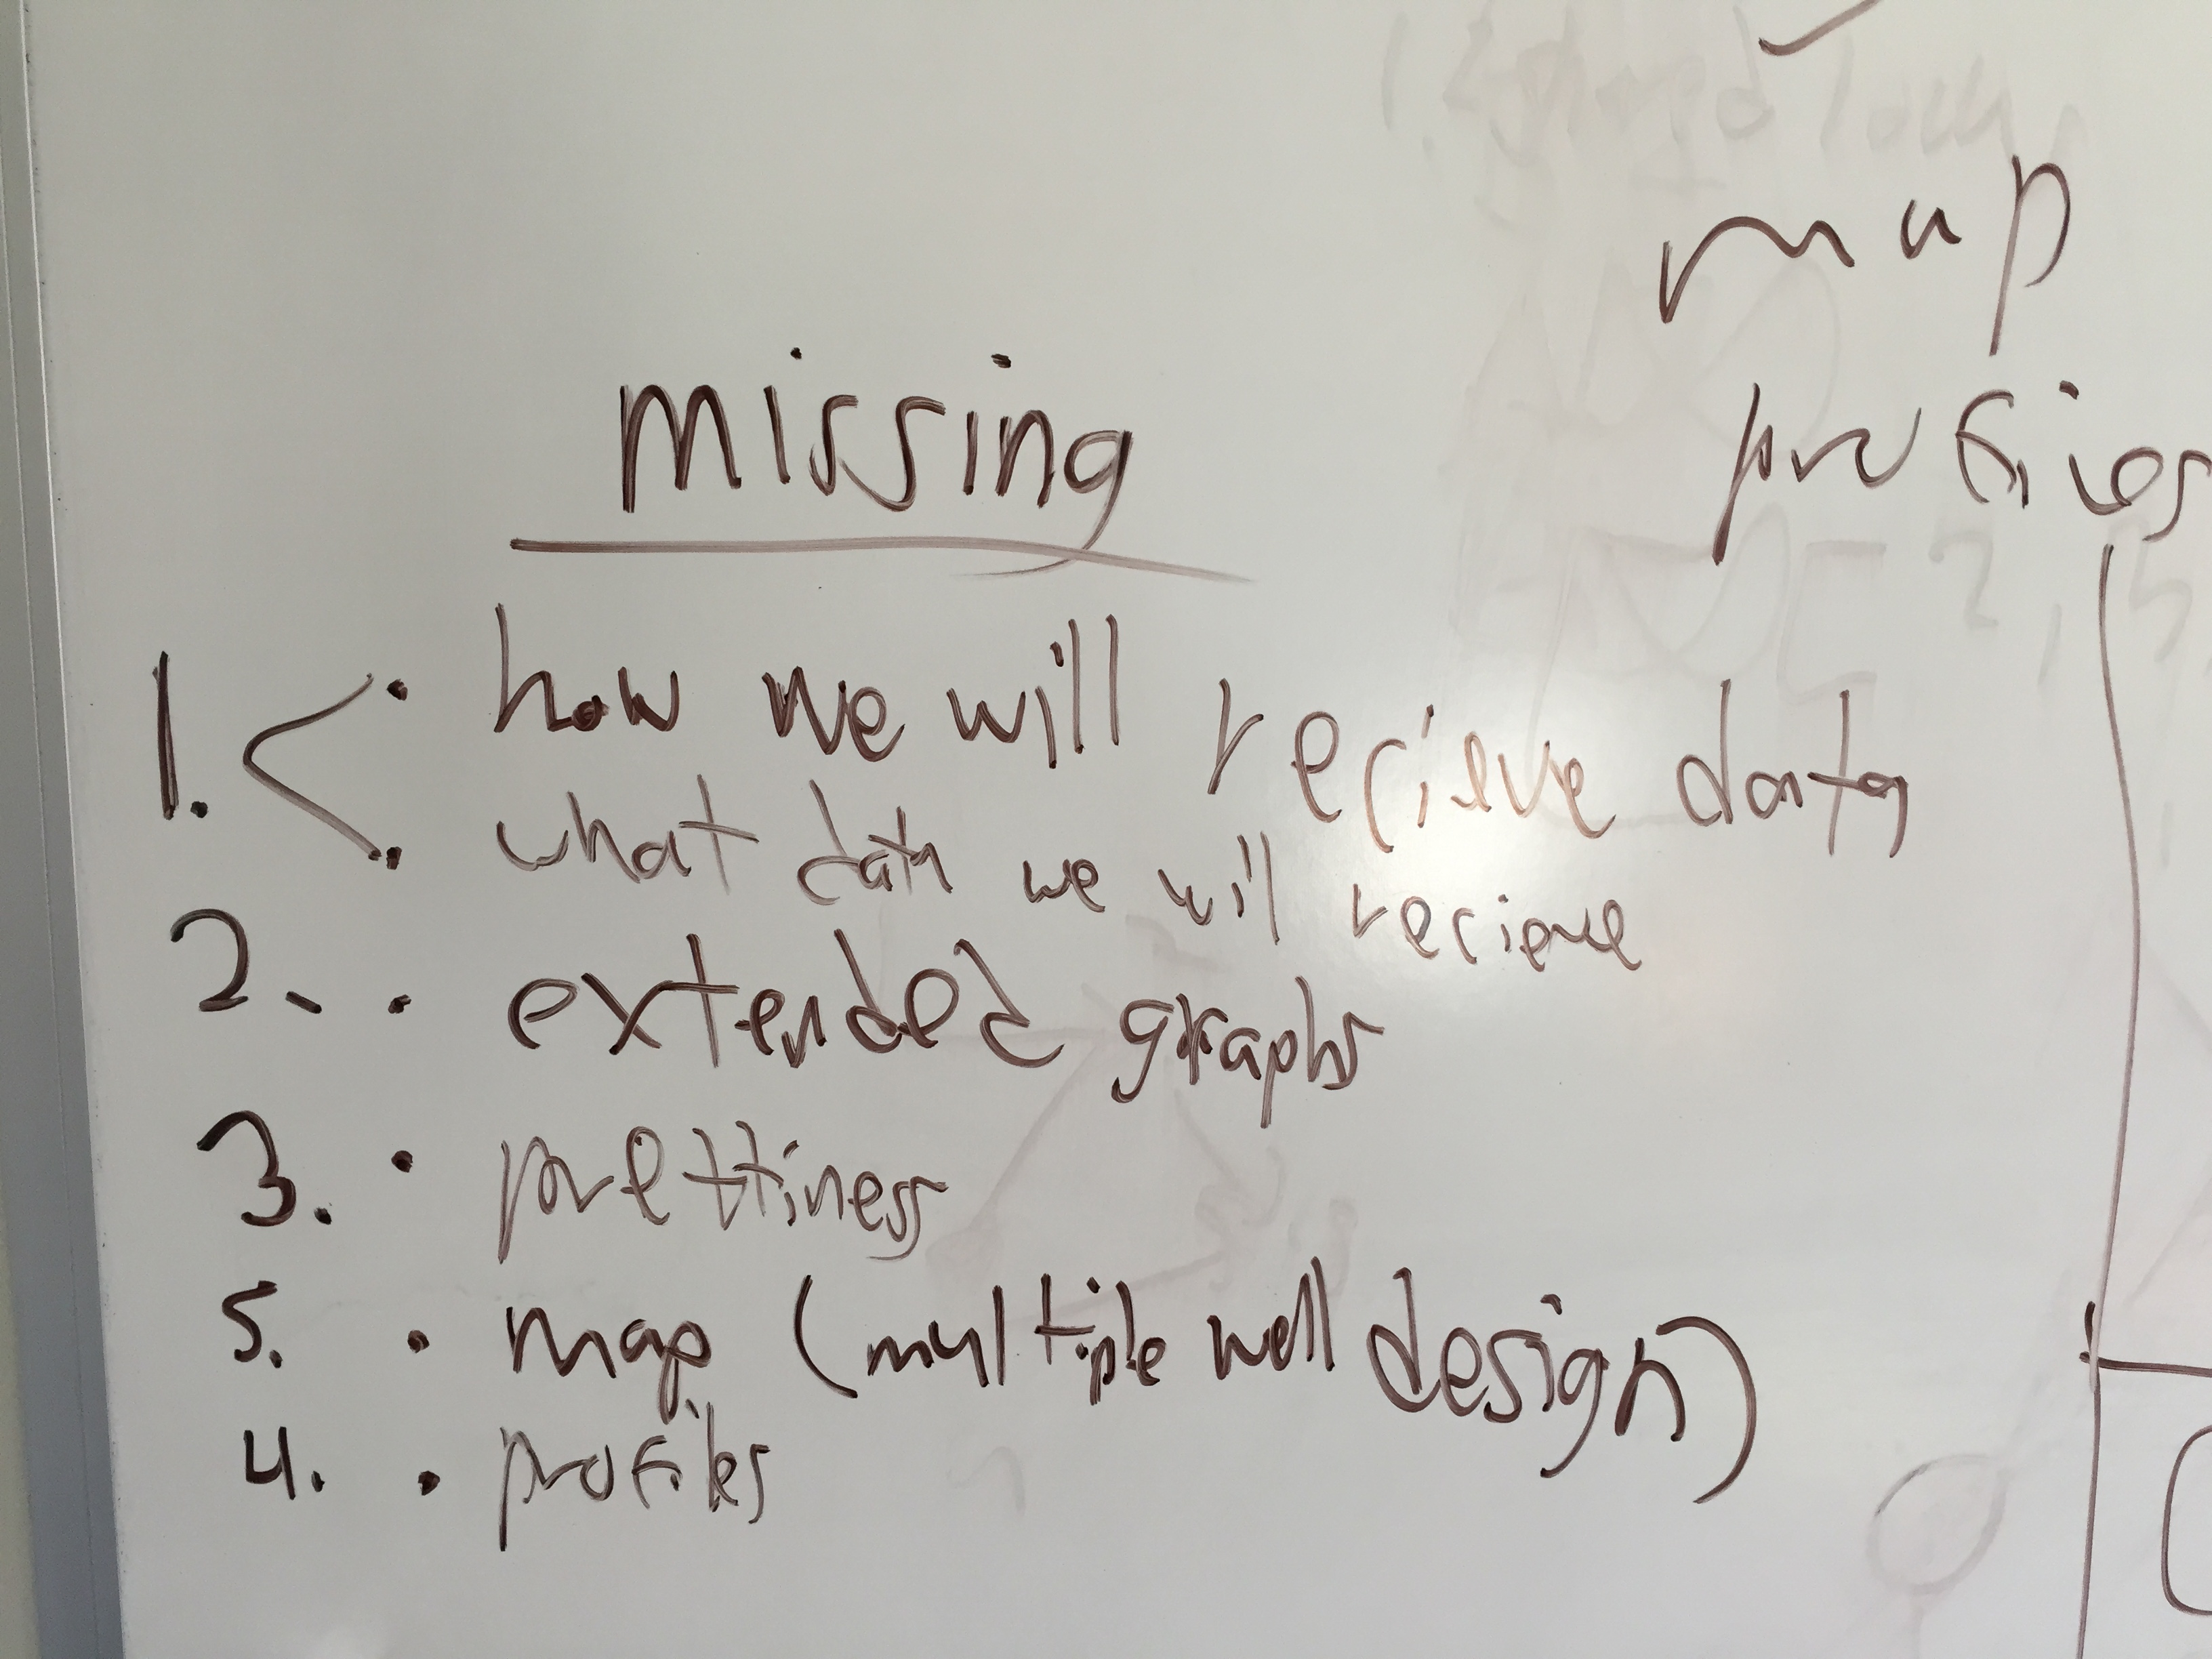 map
profiles
missing
1. < • how we will recieve data
• what data we will recieve
2. • extended graphs
3. • prettiness
5. • map (multiple well design)
4. • profiles